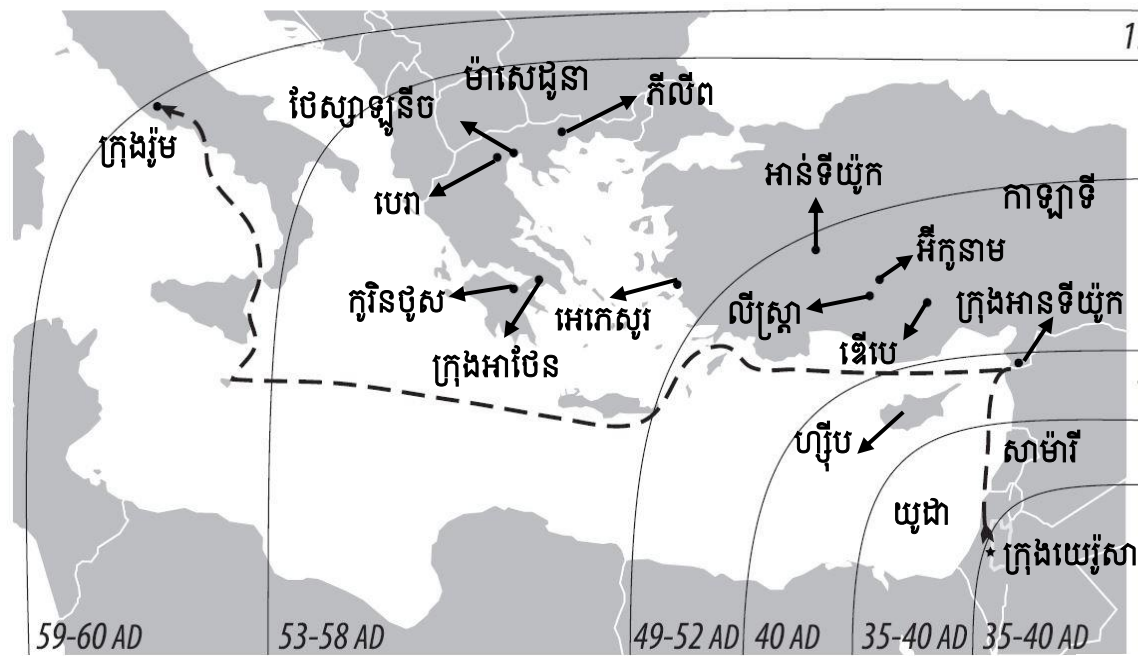 ម៉ាសេដូនា
ភីលីព
ថែស្សាឡូនីច
ក្រុងរ៉ូម
បេរា
អាន់ទីយ៉ូក
កាឡាទី
អ៊ីកូនាម
កូរិនថូស
អេភេសូរ
លីស្ត្រា
ក្រុងអានទីយ៉ូក
ក្រុងអាថែន
ឌើបេ
ហ្ស៊ីប
សាម៉ារី
យូដា
ក្រុងយេរ៉ូសា
59-60 AD
53-58 AD
49-52 AD
40 AD
35-40 AD
35-40 AD